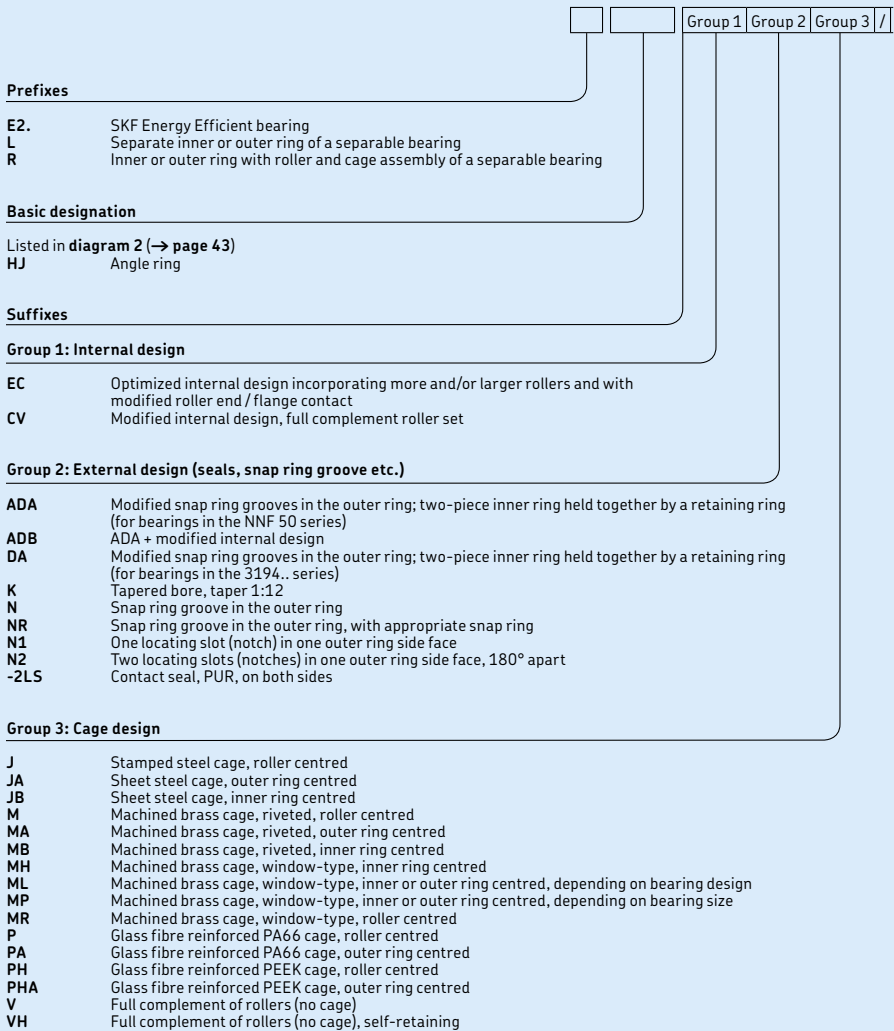 Group 1 Group 2 Group 3 /
Prefixes
E2. SKF Energy Efficient bearing
L Separate inner or outer ring of a separable bearing
R Inner or outer ring with roller and cage assembly of a separable bearing
Basic designation
Listed in diagram 2 (→ page 43)
HJ Angle ring
Suffixes
Group 1: Internal design
EC Optimized internal design incorporating more and/or larger rollers and with
modified roller end / flange contact
CV Modified internal design, full complement roller set
Group 2: External design (seals, snap ring groove etc.)
ADA Modified snap ring grooves in the outer ring; two-piece inner ring held together by a retaining ring
(for bearings in the NNF 50 series)
ADB ADA + modified internal design
DA Modified snap ring grooves in the outer ring; two-piece inner ring held together by a retaining ring
(for bearings in the 3194.. series)
K Tapered bore, taper 1:12
N Snap ring groove in the outer ring
NR Snap ring groove in the outer ring, with appropriate snap ring
N1 One locating slot (notch) in one outer ring side face
N2 Two locating slots (notches) in one outer ring side face, 180° apart
-2LS Contact seal, PUR, on both sides
Group 3: Cage design
J Stamped steel cage, roller centred
JA Sheet steel cage, outer ring centred
JB Sheet steel cage, inner ring centred
M Machined brass cage, riveted, roller centred
MA Machined brass cage, riveted, outer ring centred
MB Machined brass cage, riveted, inner ring centred
MH Machined brass cage, window-type, inner ring centred
ML Machined brass cage, window-type, inner or outer ring centred, depending on bearing design
MP Machined brass cage, window-type, inner or outer ring centred, depending on bearing size
MR Machined brass cage, window-type, roller centred
P Glass fibre reinforced PA66 cage, roller centred
PA Glass fibre reinforced PA66 cage, outer ring centred
PH Glass fibre reinforced PEEK cage, roller centred
PHA Glass fibre reinforced PEEK cage, outer ring centred
V Full complement of rollers (no cage)
VH Full complement of rollers (no cage), self-retaining